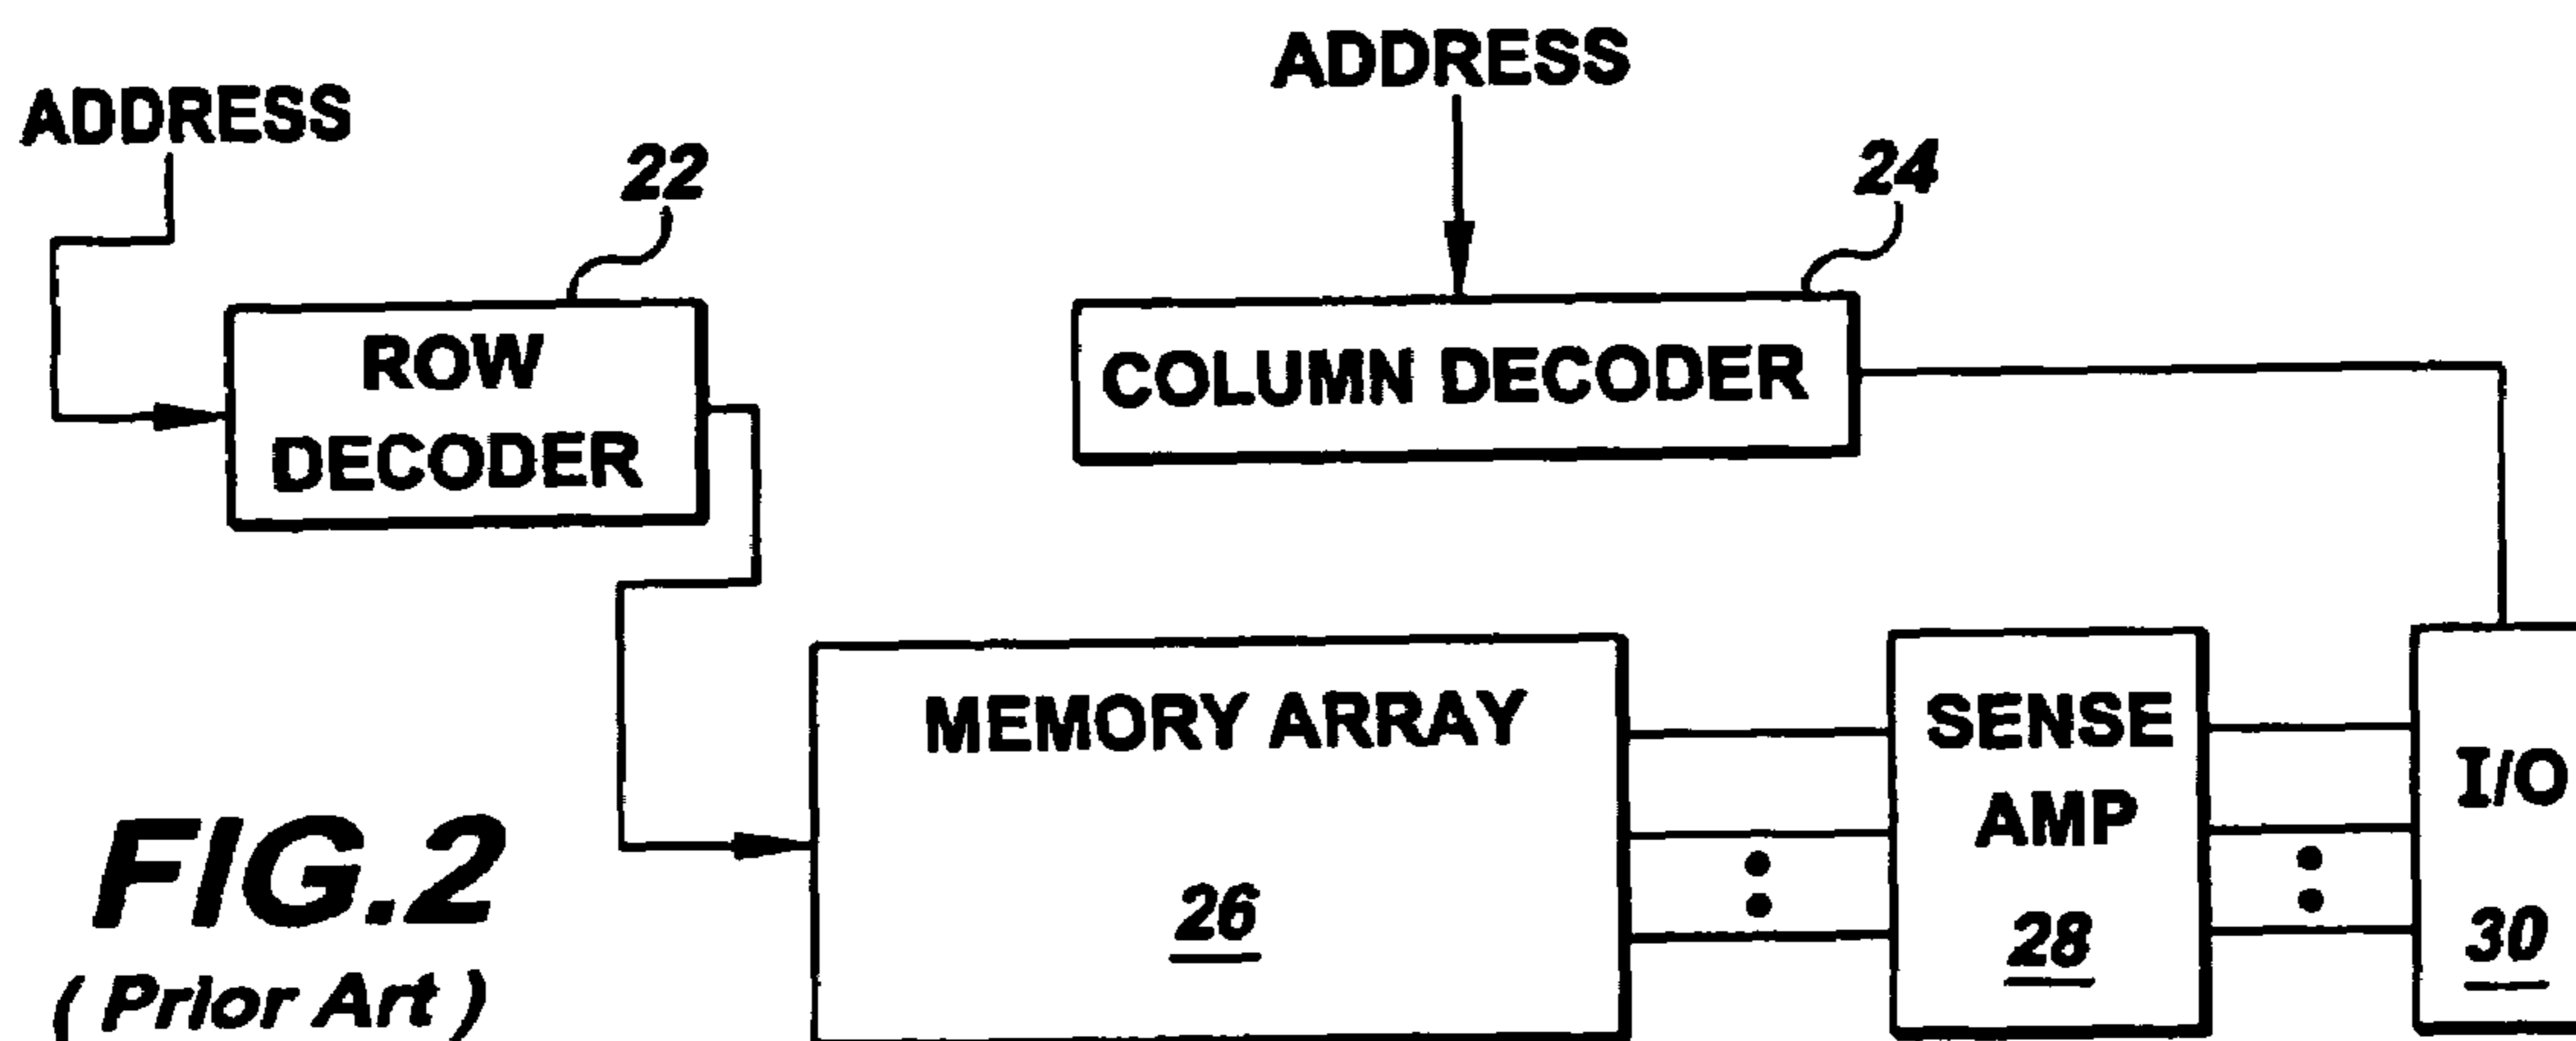 ADDRESS
ADDRESS
22
24
ROW
DECODER
COLUMN DECODER
MEMORY ARRAY
26
SENSE
AMP
28
I/O
30
FIG.2
( Prior Art )